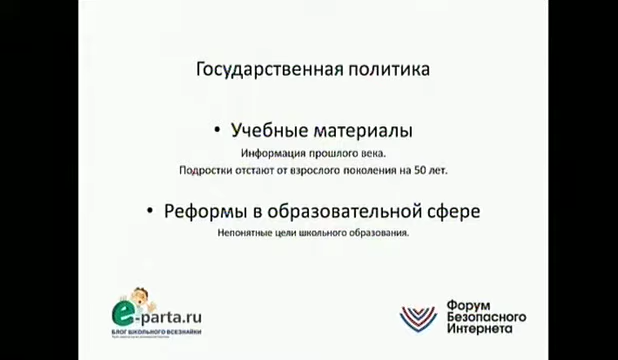 Государственная политика
• Учебные материалы
Информация прошлого века.
Подростки отстают от взрослого поколения на 50 лет.
• Реформы в образовательной сфере
Непонятные цели школьного образования.
e-parta.ru
БЛОГ ШКОЛЬНОГО ВСЕЗНАЙКИ
Форум
Безопасного
Интернета